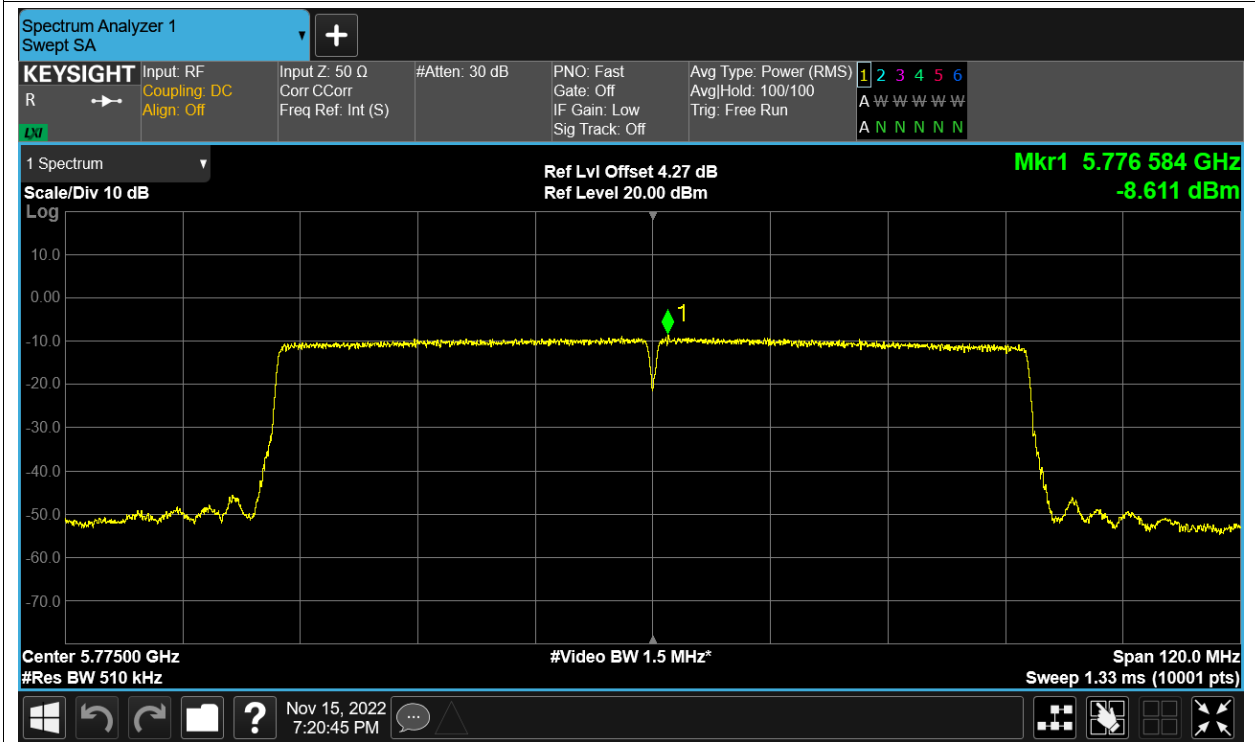 Spectrum Analyzer 1
Swept SA
+
KEYSIGHT
R
LXI
Input: RF
Coupling: DC
Align: Off
Input Z: 50 Ω
Corr CCorr
Freq Ref: Int (S)
#Atten: 30 dB
PNO: Fast
Gate: Off
IF Gain: Low
Sig Track: Off
Avg Type: Power (RMS)
Avg|Hold: 100/100
Trig: Free Run
1 2 3 4 5 6
A W W W W W
A N N N N N
1 Spectrum
Scale/Div 10 dB
Log
Ref Lvl Offset 4.27 dB
Ref Level 20.00 dBm
Mkr1 5.776 584 GHz
-8.611 dBm
10.0
0.00
-10.0
-20.0
-30.0
-40.0
-50.0
-60.0
-70.0
1
Center 5.77500 GHz
#Res BW 510 kHz
#Video BW 1.5 MHz*
Span 120.0 MHz
Sweep 1.33 ms (10001 pts)
?
Nov 15, 2022
7:20:45 PM